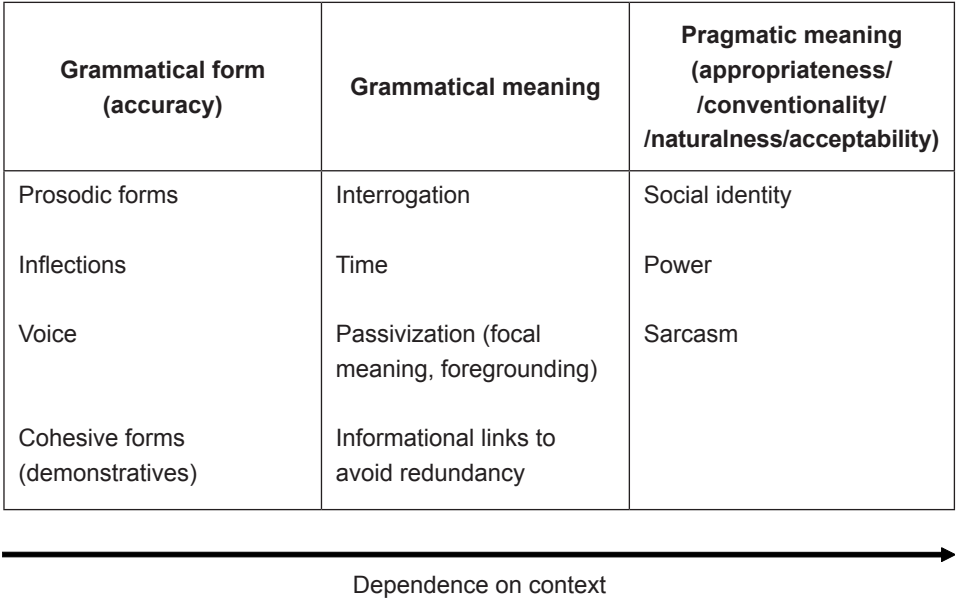 Grammatical form
(accuracy)
Grammatical meaning
Pragmatic meaning
(appropriateness/
/conventionality/
/naturalness/acceptability)
Prosodic forms
Interrogation
Social identity
Inflections
Time
Power
Voice
Passivization (focal
meaning, foregrounding)
Sarcasm
Cohesive forms
(demonstratives)
Informational links to
avoid redundancy
Dependence on context